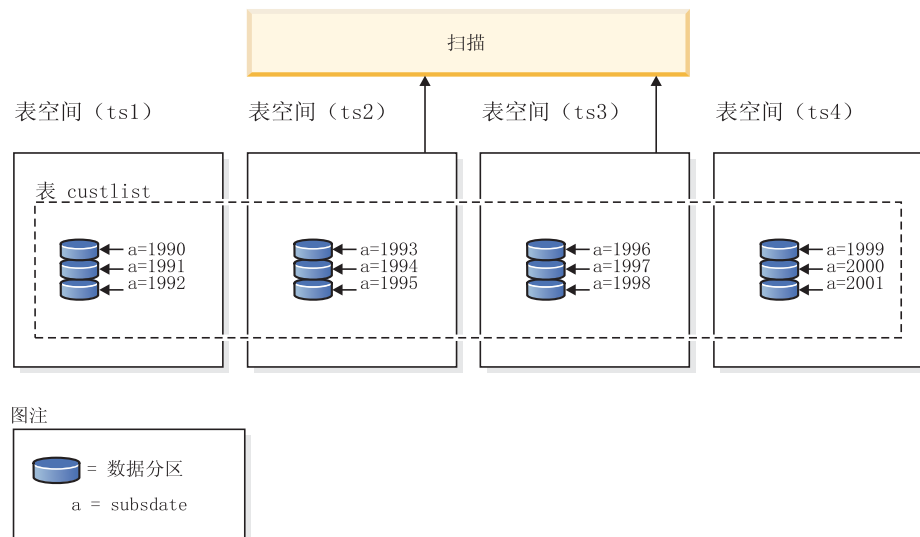 扫描
表空间（ts1）
表空间（ts2）
表空间（ts3）
表空间（ts4）
表 custlist
a=1990
a=1991
a=1992
a=1993
a=1994
a=1995
a=1996
a=1997
a=1998
a=1999
a=2000
a=2001
图注
= 数据分区
a = subsdate